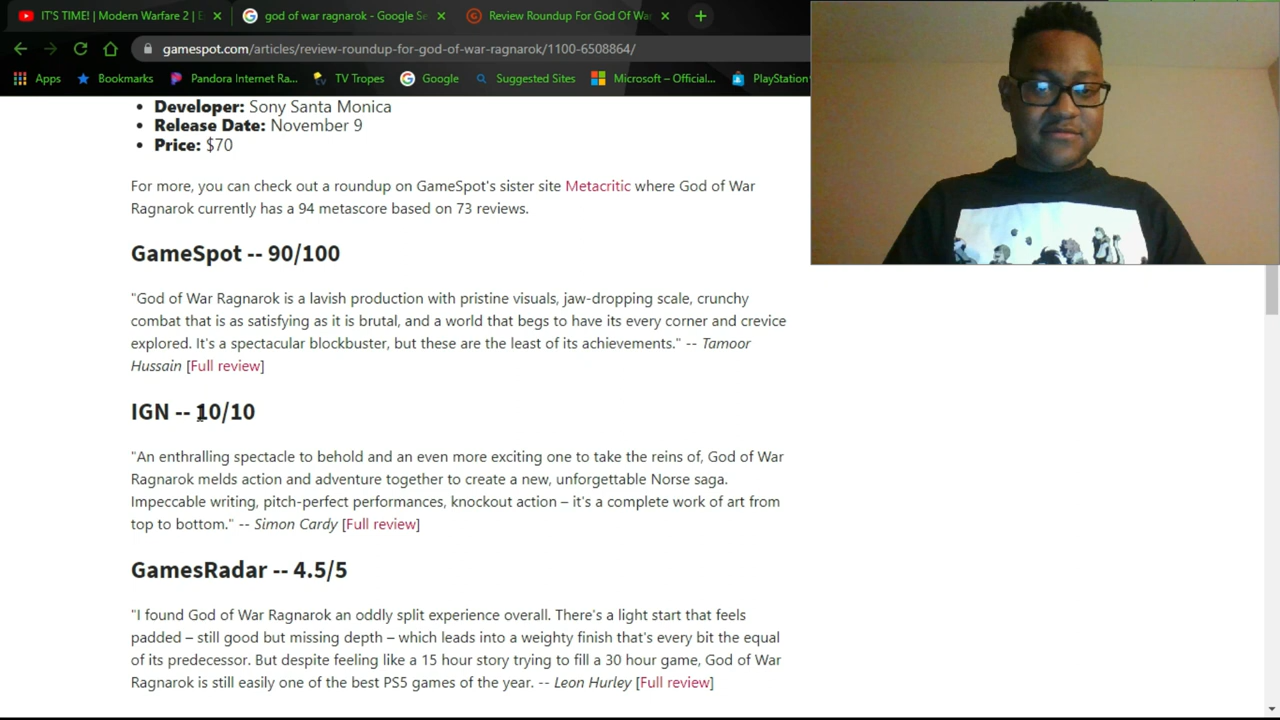 IT'S TIME! | Modern Warfare 2 | E
god of war ragnarok - Google Se
Review Roundup For God Of War
gamespot.com/articles/review-roundup-for-god-of-war-ragnarok/1100-6508864/
Apps
Bookmarks
Pandora Internet Ra...
TV Tropes
Google
Suggested Sites
Microsoft – Official...
PlayStation
• Developer: Sony Santa Monica
• Release Date: November 9
• Price: $70
For more, you can check out a roundup on GameSpot's sister site Metacritic where God of War
Ragnarok currently has a 94 metascore based on 73 reviews.
GameSpot -- 90/100
"God of War Ragnarok is a lavish production with pristine visuals, jaw-dropping scale, crunchy
combat that is as satisfying as it is brutal, and a world that begs to have its every corner and crevice
explored. It's a spectacular blockbuster, but these are the least of its achievements." -- Tamoor
Hussain [Full review]
IGN -- 10/10
"An enthralling spectacle to behold and an even more exciting one to take the reins of, God of War
Ragnarok melds action and adventure together to create a new, unforgettable Norse saga.
Impeccable writing, pitch-perfect performances, knockout action – it's a complete work of art from
top to bottom." -- Simon Cardy [Full review]
GamesRadar -- 4.5/5
"I found God of War Ragnarok an oddly split experience overall. There's a light start that feels
padded – still good but missing depth – which leads into a weighty finish that's every bit the equal
of its predecessor. But despite feeling like a 15 hour story trying to fill a 30 hour game, God of War
Ragnarok is still easily one of the best PS5 games of the year. -- Leon Hurley [Full review]